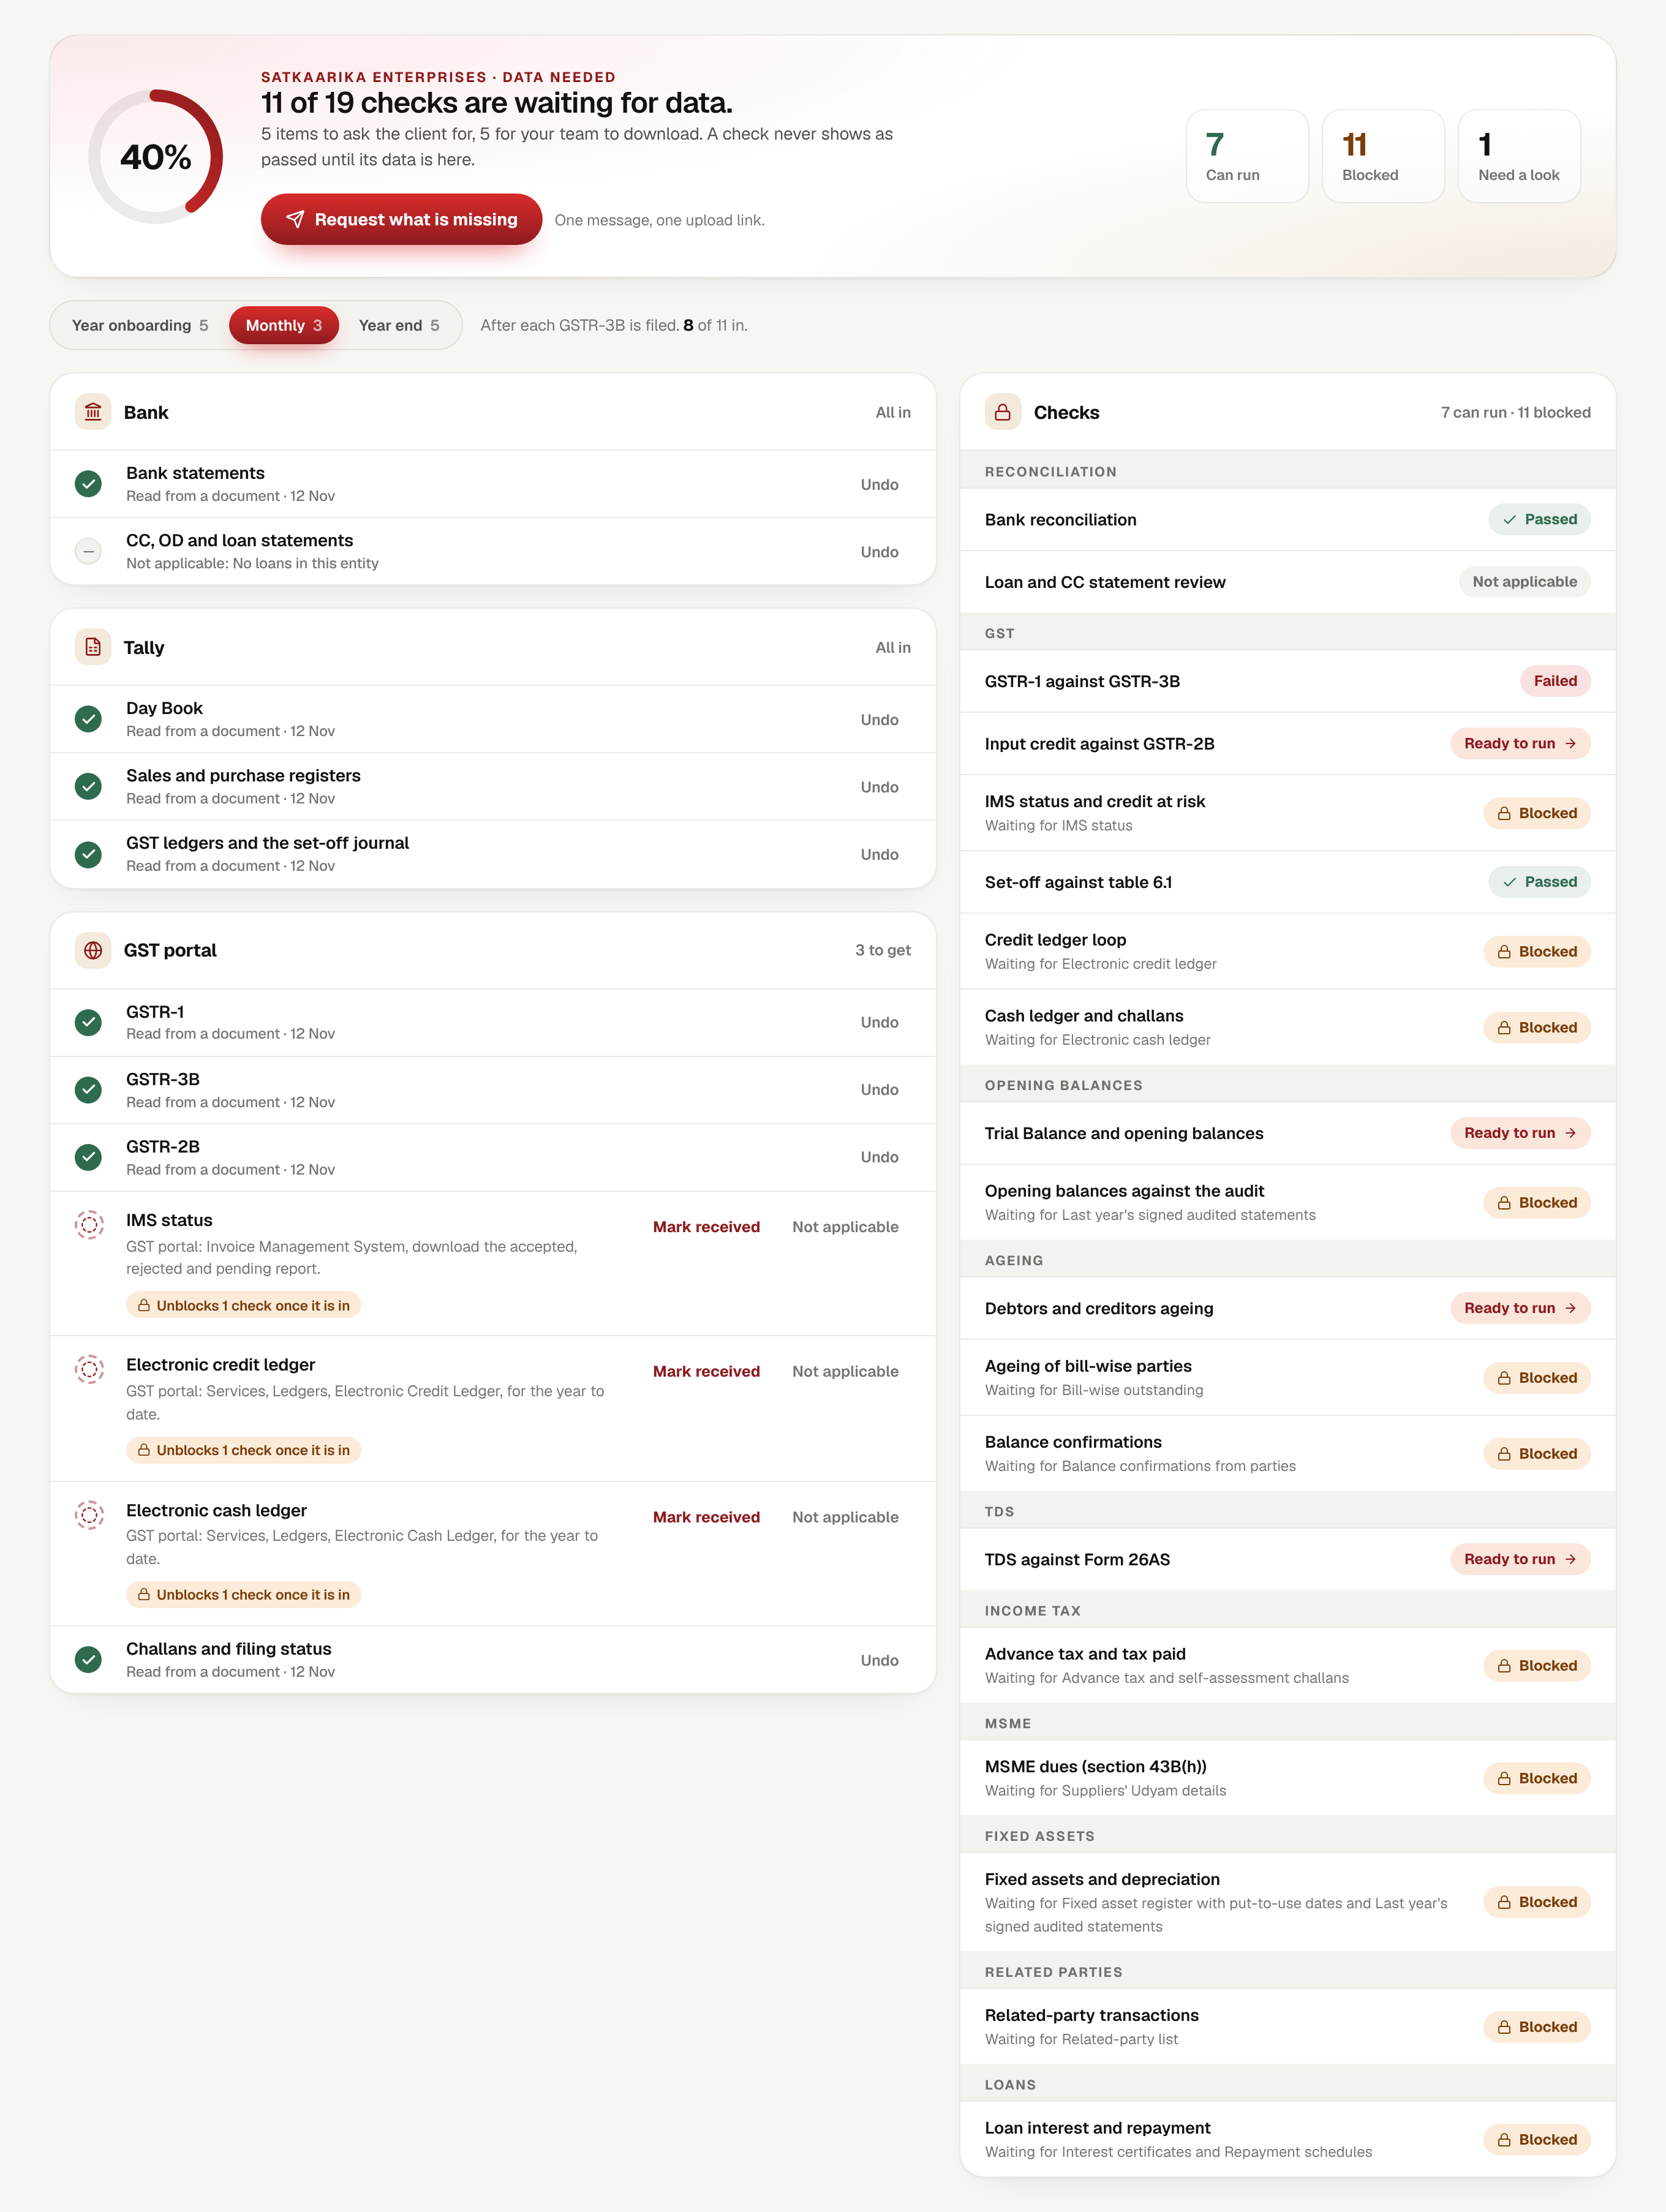 SATKAARIKA ENTERPRISES · DATA NEEDED
11 of 19 checks are waiting for data.
5 items to ask the client for, 5 for your team to download. A check never shows as
passed until its data is here.
40%
Request what is missing
One message, one upload link.
7
Can run
11
Blocked
1
Need a look
Year onboarding 5
Monthly 3
Year end 5
After each GSTR-3B is filed. 8 of 11 in.
Bank
All in
Bank statements
Read from a document · 12 Nov
Undo
CC, OD and loan statements
Not applicable: No loans in this entity
Undo
Tally
All in
Day Book
Read from a document · 12 Nov
Undo
Sales and purchase registers
Read from a document · 12 Nov
Undo
GST ledgers and the set-off journal
Read from a document · 12 Nov
Undo
GST portal
3 to get
GSTR-1
Read from a document · 12 Nov
Undo
GSTR-3B
Read from a document · 12 Nov
Undo
GSTR-2B
Read from a document · 12 Nov
Undo
IMS status
Mark received
Not applicable
GST portal: Invoice Management System, download the accepted,
rejected and pending report.
Unblocks 1 check once it is in
Electronic credit ledger
Mark received
Not applicable
GST portal: Services, Ledgers, Electronic Credit Ledger, for the year to
date.
Unblocks 1 check once it is in
Electronic cash ledger
Mark received
Not applicable
GST portal: Services, Ledgers, Electronic Cash Ledger, for the year to
date.
Unblocks 1 check once it is in
Challans and filing status
Read from a document · 12 Nov
Undo
Checks
7 can run · 11 blocked
RECONCILIATION
Bank reconciliation
Passed
Loan and CC statement review
Not applicable
GST
GSTR-1 against GSTR-3B
Failed
Input credit against GSTR-2B
Ready to run →
IMS status and credit at risk
Waiting for IMS status
Blocked
Set-off against table 6.1
Passed
Credit ledger loop
Waiting for Electronic credit ledger
Blocked
Cash ledger and challans
Waiting for Electronic cash ledger
Blocked
OPENING BALANCES
Trial Balance and opening balances
Ready to run →
Opening balances against the audit
Waiting for Last year's signed audited statements
Blocked
AGEING
Debtors and creditors ageing
Ready to run →
Ageing of bill-wise parties
Waiting for Bill-wise outstanding
Blocked
Balance confirmations
Waiting for Balance confirmations from parties
Blocked
TDS
TDS against Form 26AS
Ready to run →
INCOME TAX
Advance tax and tax paid
Waiting for Advance tax and self-assessment challans
Blocked
MSME
MSME dues (section 43B(h))
Waiting for Suppliers' Udyam details
Blocked
FIXED ASSETS
Fixed assets and depreciation
Waiting for Fixed asset register with put-to-use dates and Last year's
signed audited statements
Blocked
RELATED PARTIES
Related-party transactions
Waiting for Related-party list
Blocked
LOANS
Loan interest and repayment
Waiting for Interest certificates and Repayment schedules
Blocked